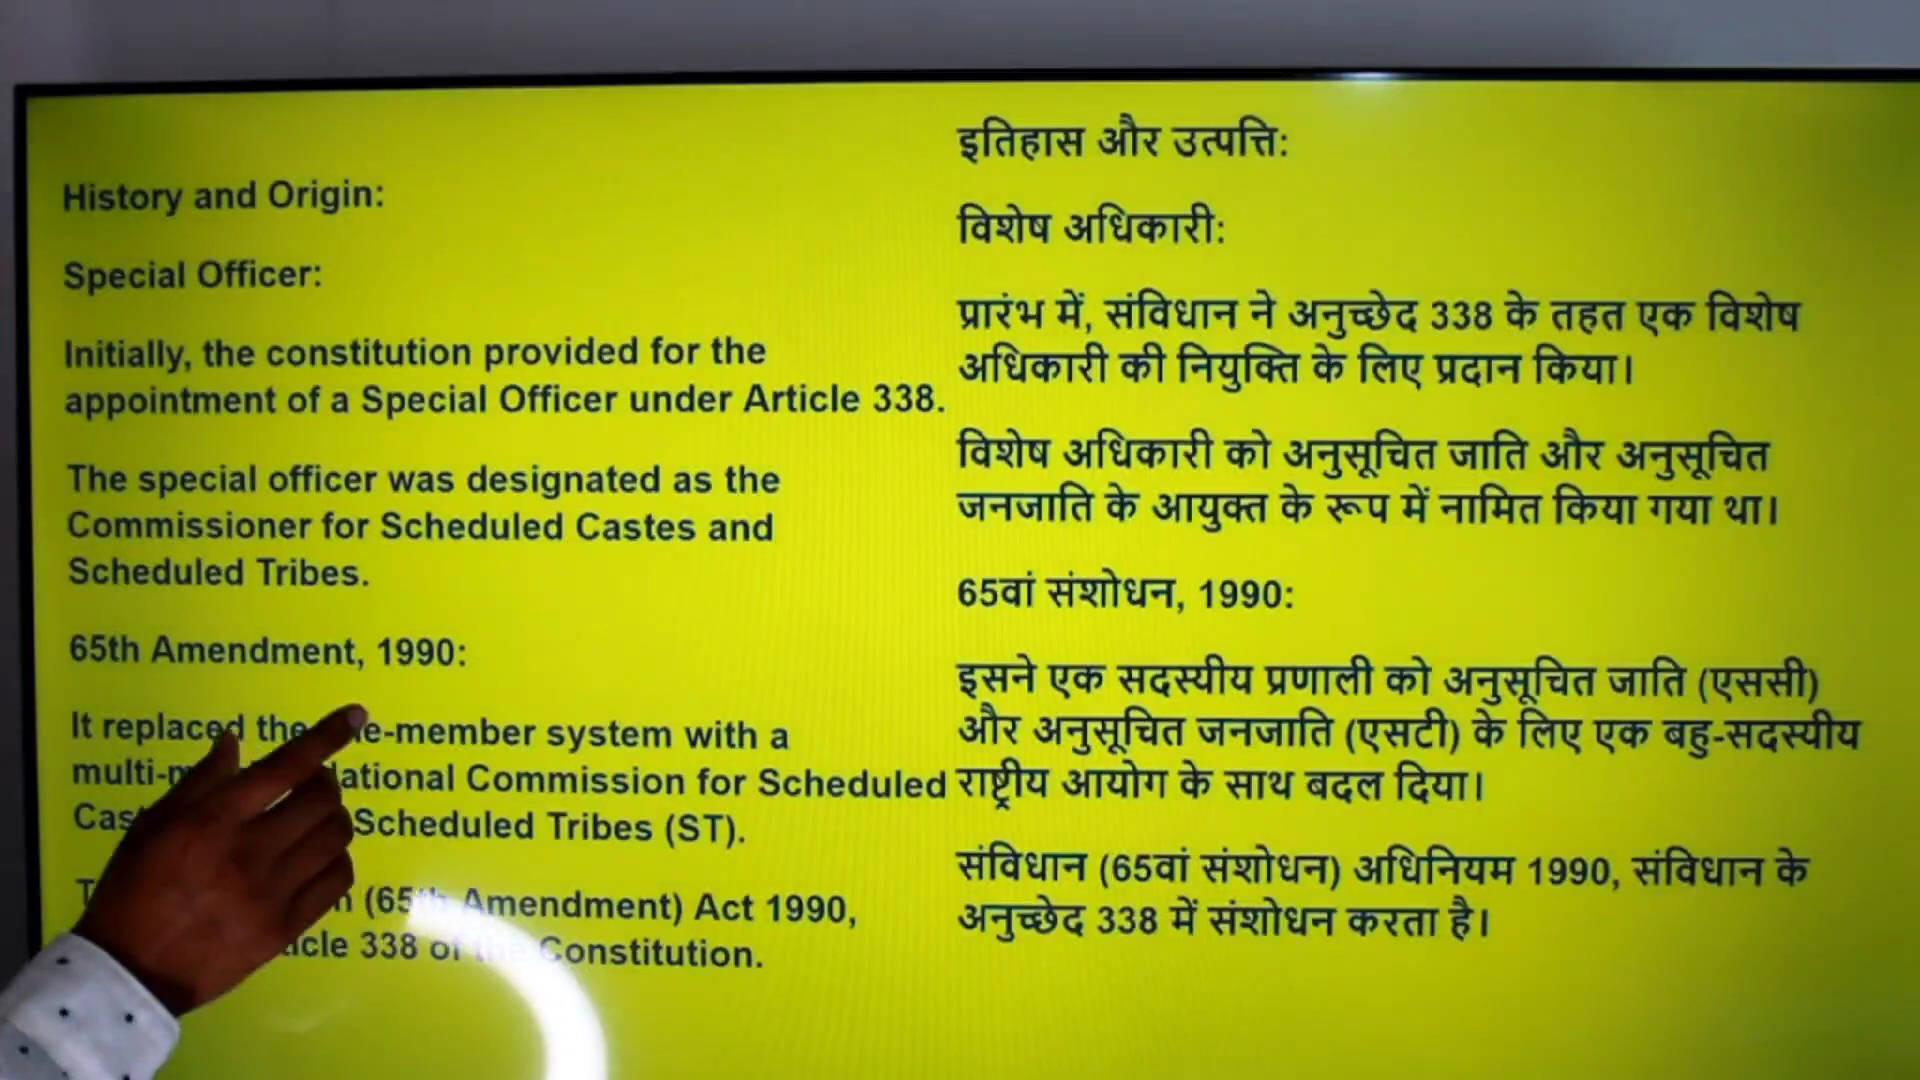 History and Origin:
Special Officer:
Initially, the constitution provided for the
appointment of a Special Officer under Article 338.
The special officer was designated as the
Commissioner for Scheduled Castes and
Scheduled Tribes.
65th Amendment, 1990:
It replaced the member system with a
Commission for Scheduled
Scheduled Tribes (ST).
(65th Amendment) Act 1990,
338 of the Constitution.
इतिहास और उत्पत्ति:
विशेष अधिकारी:
प्रारंभ में, संविधान ने अनुच्छेद 338 के तहत एक विशेष
अधिकारी की नियुक्ति के लिए प्रदान किया।
विशेष अधिकारी को अनुसूचित जाति और अनुसूचित
जनजाति के आयुक्त के रूप में नामित किया गया था।
65वां संशोधन, 1990:
इसने एक सदस्यीय प्रणाली को अनुसूचित जाति (एससी)
और अनुसूचित जनजाति (एसटी) के लिए एक बहु-सदस्यीय
राष्ट्रीय आयोग के साथ बदल दिया।
संविधान (65वां संशोधन) अधिनियम 1990, संविधान के
अनुच्छेद 338 में संशोधन करता है।